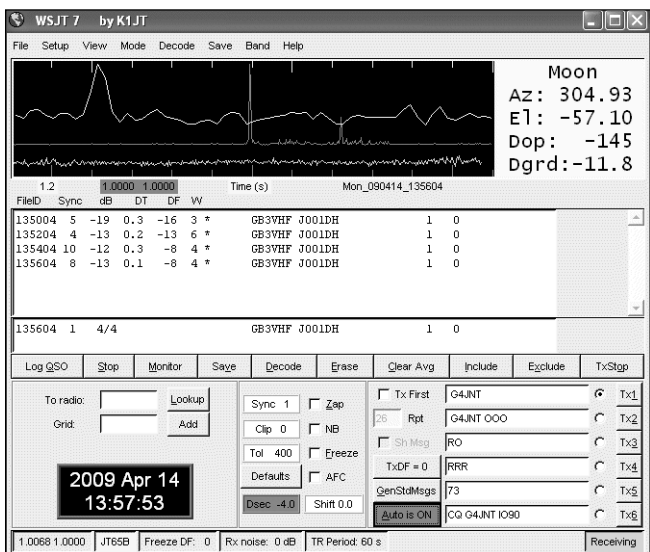 WSJT 7 by K1JT
File Setup View Mode Decode Save Band Help
Moon
Az: 304.93
El: -57.10
Dop: -145
Dgrd:-11.8
1.2 1.0000 1.0000 Time (s) Mon_090414_135604
FileID Sync dB DT DF W
135004 5 -19 0.3 -16 3 * GB3VHF JO01DH 1 0
135204 4 -13 0.2 -13 6 * GB3VHF JO01DH 1 0
135404 10 -12 0.3 -8 4 * GB3VHF JO01DH 1 0
135604 8 -13 0.1 -8 4 * GB3VHF JO01DH 1 0
135604 1 4/4 GB3VHF JO01DH 1 0
Log QSO Stop Monitor Save Decode Erase Clear Avg Include Exclude TxStop
To radio: Lookup
Grid: Add
2009 Apr 14
13:57:53
Sync 1 Zap
Clip 0 NB
Tol 400 Freeze
Defaults AFC
Dsec -4.0 Shift 0.0
Tx First G4JNT Tx1
26 Rpt G4JNT OOO Tx2
Sh Msg RO Tx3
TxDF = 0 RRR Tx4
GenStdMsgs 73 Tx5
Auto is ON CQ G4JNT IO90 Tx6
1.0068 1.0000 JT65B Freeze DF: 0 Rx noise: 0 dB TR Period: 60 s Receiving